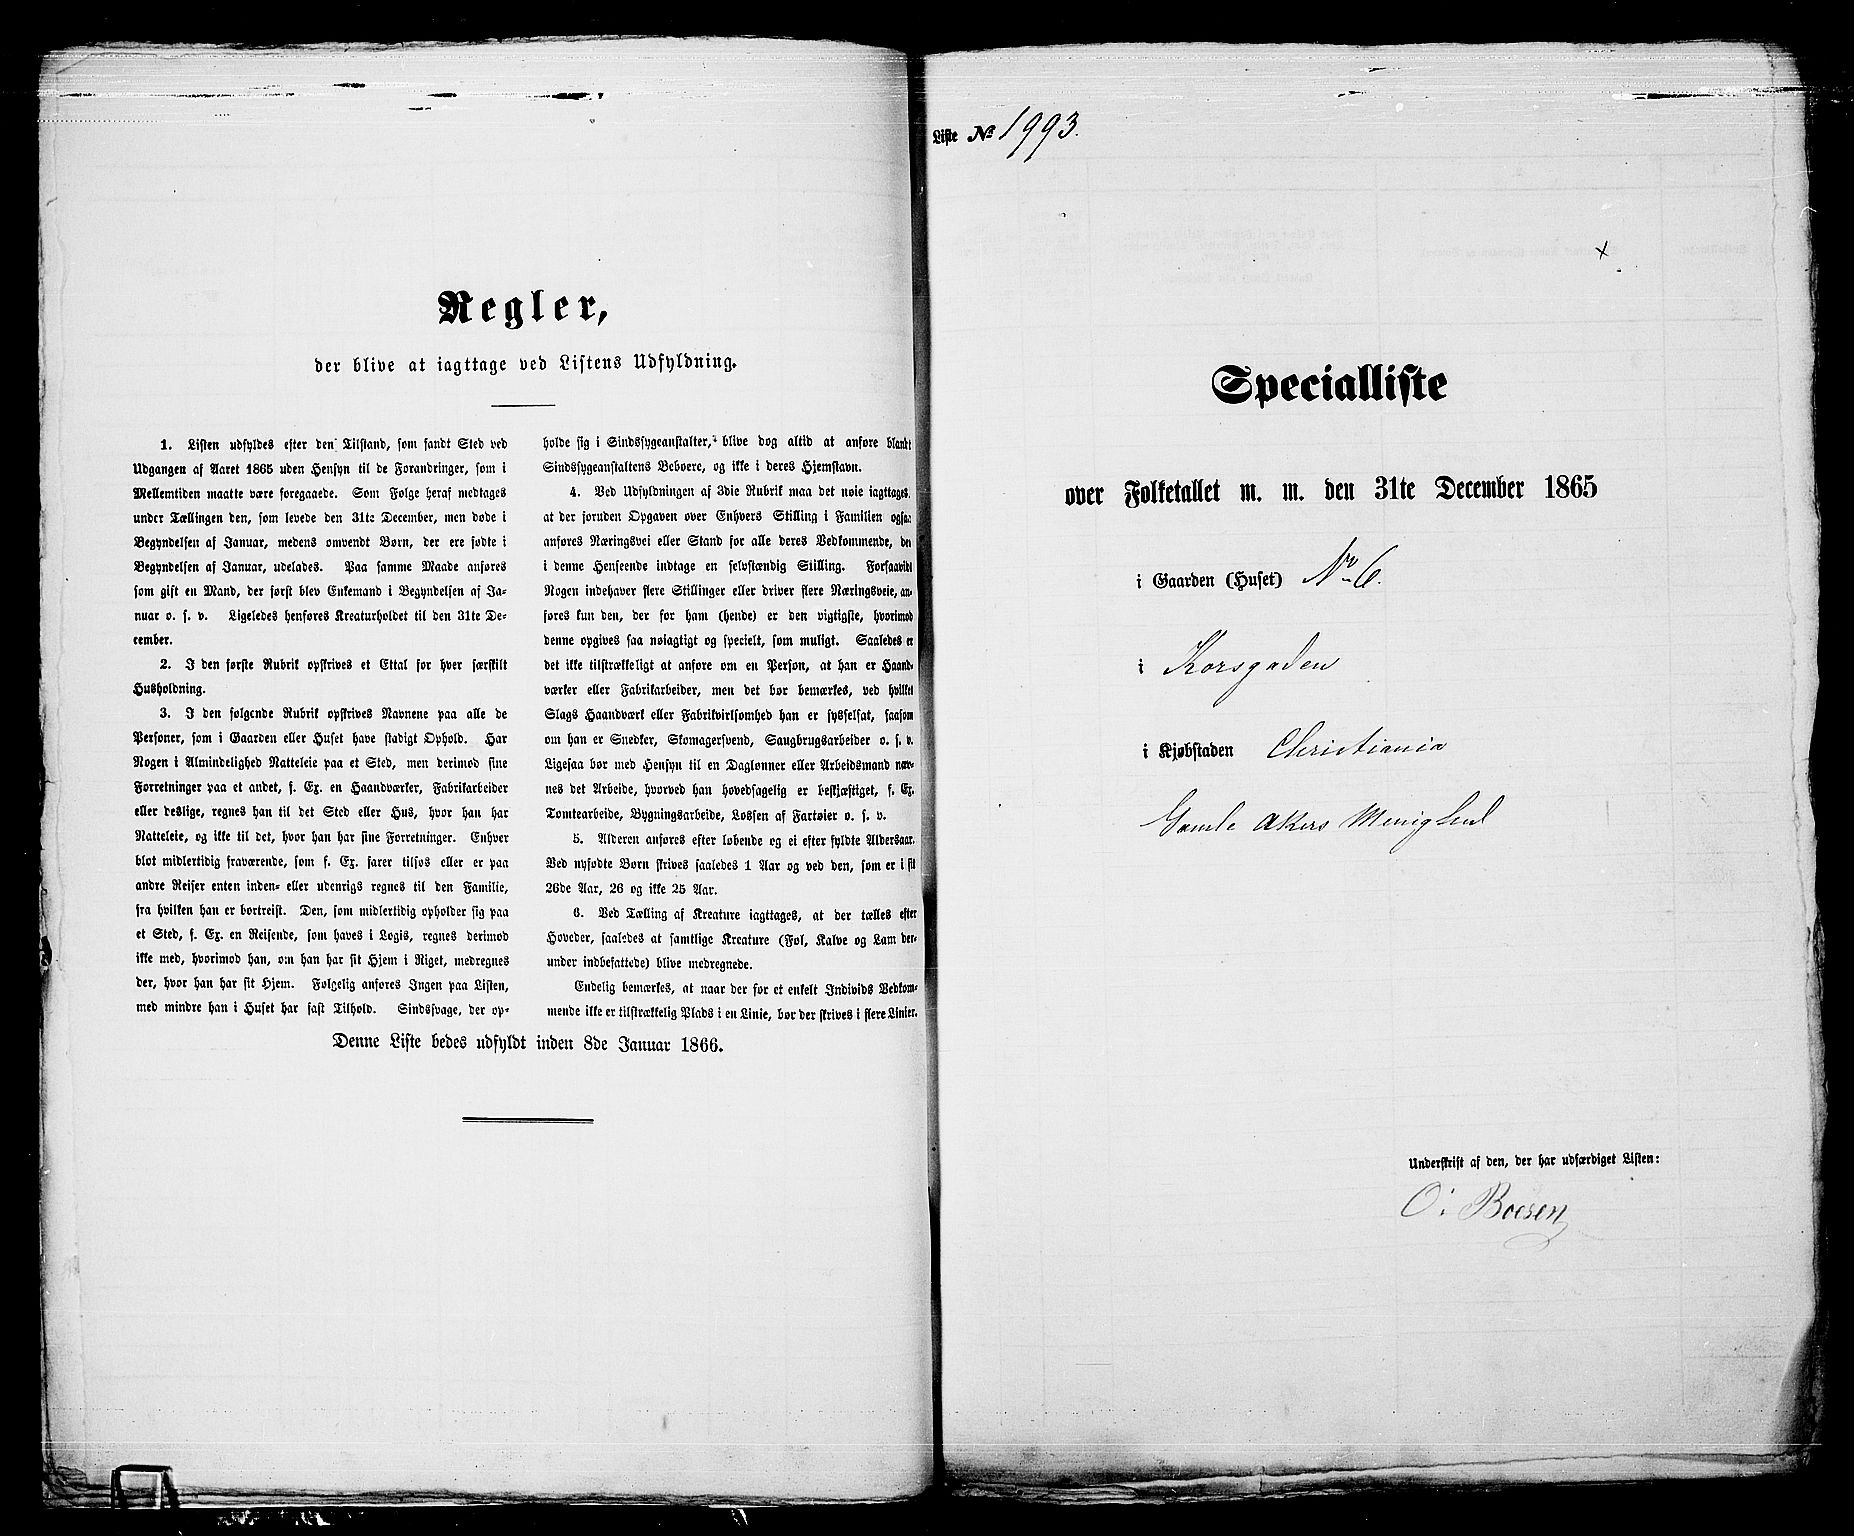 Regler,
der blive at iagttage ved Listens Udfyldning.
1. Listen udfyldes efter den Tilstand, som fandt Sted ved
Udgangen af Aaret 1865 uden Hensyn til de Forandringer, som i
Mellemtiden maatte være foregaaede. Som Følge heraf medtages
under Tællingen den, som levede den 31te December, men døde i
Begyndelsen af Januar, medens omvendt Børn, der ere fødte i
Begyndelsen af Januar, udelades. Paa samme Maade anføres
som gift en Mand, der først blev Enkemand i Begyndelsen af Ja-
nuar o. s. v. Ligeledes henføres Kreaturholdet til den 31te De-
cember.
2. I den første Rubrik opskrives et Ettal for hver særskilt
Husholdning.
3. I den følgende Rubrik opskrives Navnene paa alle de
Personer, som i Gaarden eller Huset have stadigt Ophold. Har
Nogen i Almindelighed Natteleie paa et Sted, men derimod sine
Forretninger paa et andet, f. Ex. en Haandværker, Fabrikarbeider
eller deslige, regnes han til det Sted eller Hus, hvor han har
Natteleie, og ikke til det, hvor han har sine Forretninger. Enhver
blot midlertidig fraværende, som f. Ex. farer tilsøs eller er paa
andre Reiser enten inden- eller udenrigs regnes til den Familie,
fra hvilken han er bortreist. Den, som midlertidig opholder sig paa
et Sted, f. Ex. en Reisende, som haves i Logis, regnes derimod
ikke med, hvorimod han, om han har sit Hjem i Riget, medregnes
der, hvor han har sit Hjem. Følgelig anføres Ingen paa Listen,
med mindre han i Huset har fast Tilhold. Sindssvage, der op-
holde sig i Sindssygeanstalter, blive dog altid at anføre blandt
Sindssygeanstaltens Beboere, og ikke i deres Hjemstavn.
4. Ved Udfyldningen af 3die Rubrik maa det nøie iagttages,
at der foruden Opgaven over Enhvers Stilling i Familien ogsaa
anføres Næringsvei eller Stand for alle deres Vedkommende, der
i denne Henseende indtage en selvstændig Stilling. Forsaavidt
Nogen indehaver flere Stillinger eller driver flere Næringsveie, an-
føres kun den, der for ham (hende) er den vigtigste, hvorimod
denne opgives saa nøiagtigt og specielt, som muligt. Saaledes er
det ikke tilstrækkeligt at anføre om en Person, at han er Haand-
værker eller Fabrikarbeider, men det bør bemærkes, ved hvilket
Slags Haandværk eller Fabrikvirksomhed han er sysselsat, saasom
om han er Snedker, Skomagersvend, Saugbrugsarbeider o. s. v.
Ligesaa bør med Hensyn til en Daglønner eller Arbeidsmand næv-
nes det Arbeide, hvorved han hovedsagelig er beskjæftiget, f. Ex.
Tomtearbeide, Bygningsarbeide, Lossen af Fartøier o. s. v.
5. Alderen anføres efter løbende og ei efter fyldte Aldersaar.
Ved nyfødte Børn skrives saaledes 1 Aar og ved den, som er i sit
26de Aar, 26 og ikke 25 Aar.
6. Ved Tælling af Kreature iagttages, at der tælles efter
Hoveder, saaledes at samtlige Kreature (Føl, Kalve og Lam der-
under indbefattede) blive medregnede.
Endelig bemærkes, at naar der for et enkelt Individs Vedkom-
mende ikke er tilstrækkelig Plads i en Linie, bør der skrives i flere Linier.
Denne Liste bedes udfyldt inden 8de Januar 1866.
Liste № 1993.
x
Specialliste
over Folketallet m. m. den 31te December 1865
i Gaarden (Huset) No 6.
i Korsgaden
i Kjøbstaden Christiania
Gamle Akers Menighed
Underskrift af den, der har udfærdiget Listen:
O: Boesen